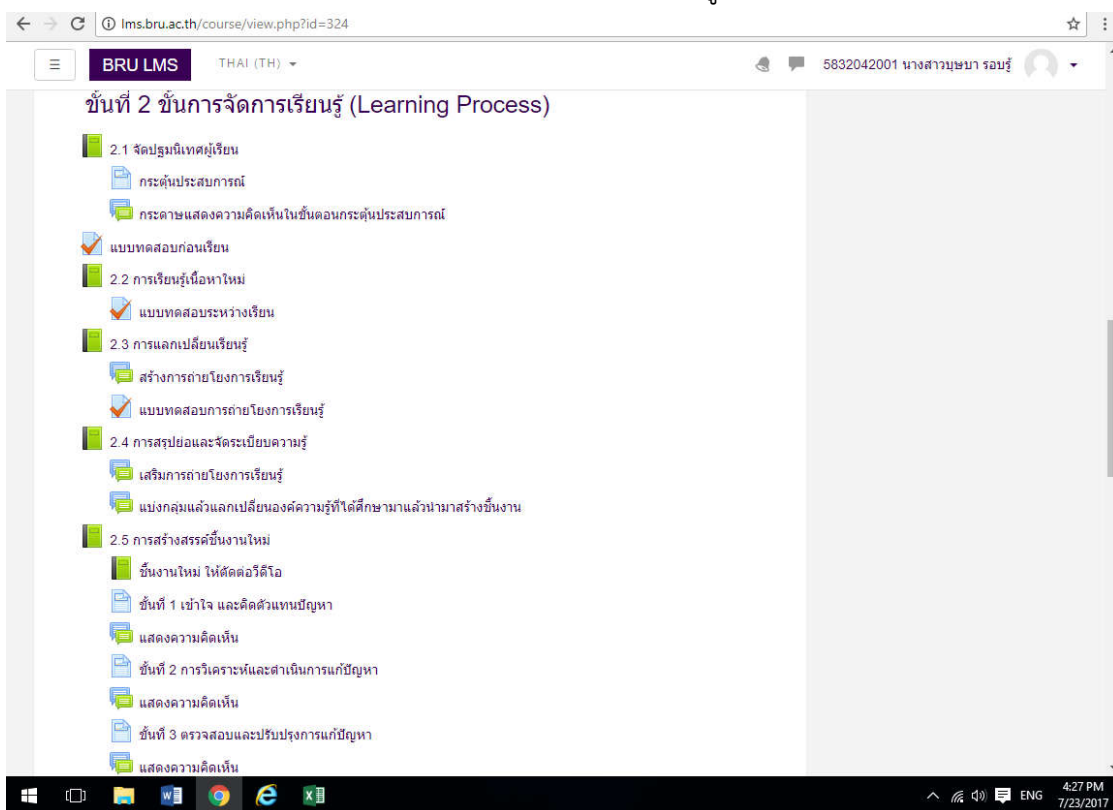 lms.bru.ac.th/course/view.php?id=324
BRU LMS THAI (TH) 5832042001 นางสาวบุษบา รอบรู้
ขั้นที่ 2 ขั้นการจัดการเรียนรู้ (Learning Process)
2.1 จัดปฐมนิเทศผู้เรียน
กระตุ้นประสบการณ์
กระดาษแสดงความคิดเห็นในขั้นตอนกระตุ้นประสบการณ์
แบบทดสอบก่อนเรียน
2.2 การเรียนรู้เนื้อหาใหม่
แบบทดสอบระหว่างเรียน
2.3 การแลกเปลี่ยนเรียนรู้
สร้างการถ่ายโยงการเรียนรู้
แบบทดสอบการถ่ายโยงการเรียนรู้
2.4 การสรุปย่อและจัดระเบียบความรู้
เสริมการถ่ายโยงการเรียนรู้
แบ่งกลุ่มแล้วแลกเปลี่ยนองค์ความรู้ที่ได้ศึกษามาแล้วนำมาสร้างชิ้นงาน
2.5 การสร้างสรรค์ชิ้นงานใหม่
ชิ้นงานใหม่ ให้ตัดต่อวีดีโอ
ขั้นที่ 1 เข้าใจ และคิดตัวแทนปัญหา
แสดงความคิดเห็น
ขั้นที่ 2 การวิเคราะห์และดำเนินการแก้ปัญหา
แสดงความคิดเห็น
ขั้นที่ 3 ตรวจสอบและปรับปรุงการแก้ปัญหา
แสดงความคิดเห็น
ENG 4:27 PM
7/23/2017